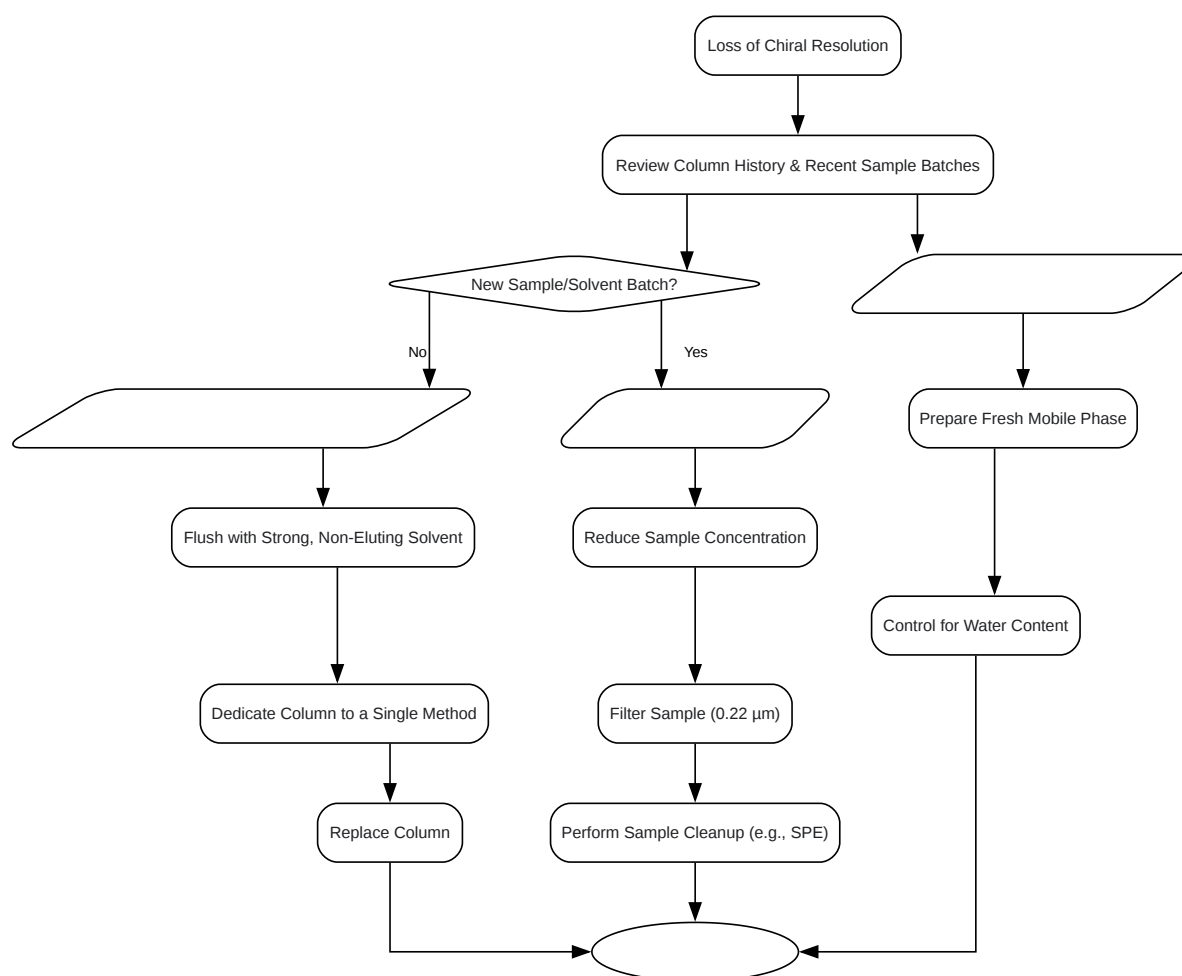 Loss of Chiral Resolution
Review Column History & Recent Sample Batches
New Sample/Solvent Batch?
No
Yes
Prepare Fresh Mobile Phase
Flush with Strong, Non-Eluting Solvent
Reduce Sample Concentration
Control for Water Content
Dedicate Column to a Single Method
Filter Sample (0.22 µm)
Replace Column
Perform Sample Cleanup (e.g., SPE)